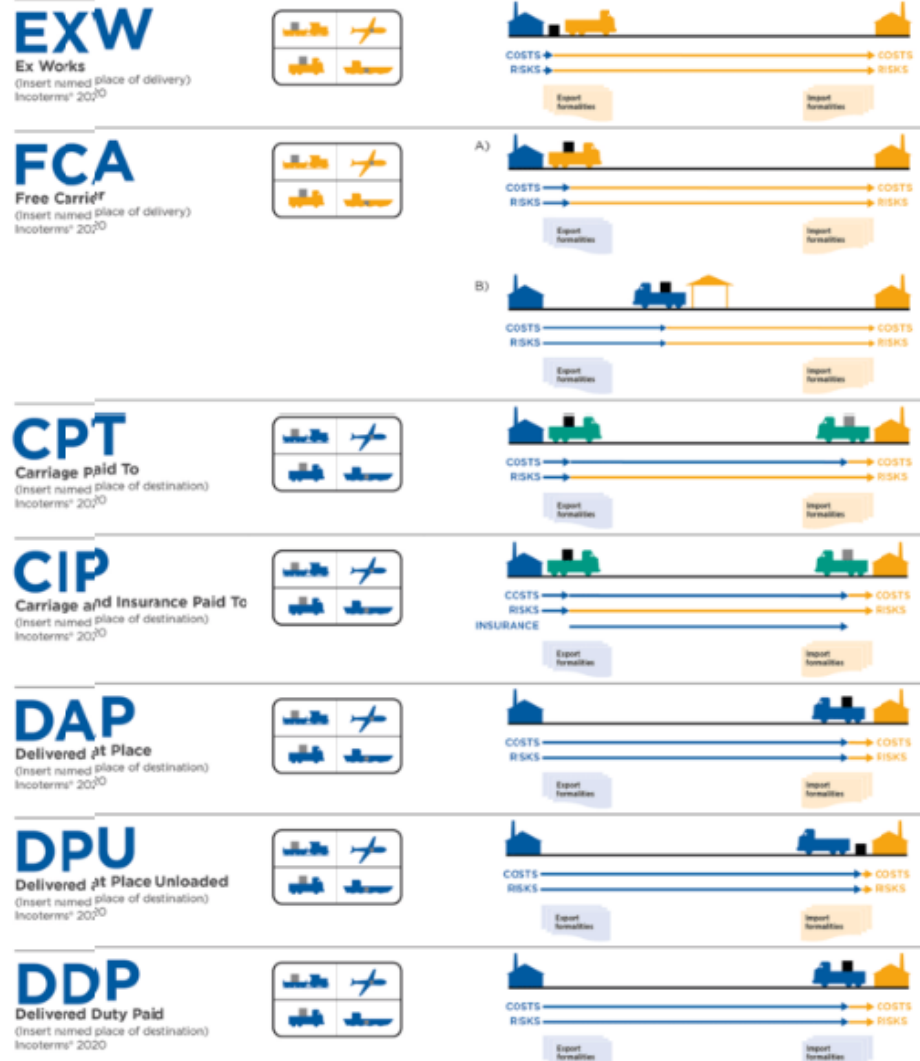 EXW
Ex Works
(Insert named place of delivery)
Incoterms® 2020
COSTS COSTS
RISKS RISKS
Export formalities
Import formalities
FCA
Free Carrier
(Insert named place of delivery)
Incoterms® 2020
A)
COSTS COSTS
RISKS RISKS
Export formalities
Import formalities
B)
COSTS COSTS
RISKS RISKS
Export formalities
Import formalities
CPT
Carriage Paid To
(Insert named place of destination)
Incoterms® 2020
COSTS COSTS
RISKS RISKS
Export formalities
Import formalities
CIP
Carriage and Insurance Paid To
(Insert named place of destination)
Incoterms® 2020
COSTS COSTS
RISKS RISKS
INSURANCE
Export formalities
Import formalities
DAP
Delivered at Place
(Insert named place of destination)
Incoterms® 2020
COSTS COSTS
RISKS RISKS
Export formalities
Import formalities
DPU
Delivered at Place Unloaded
(Insert named place of destination)
Incoterms® 2020
COSTS COSTS
RISKS RISKS
Export formalities
Import formalities
DDP
Delivered Duty Paid
(Insert named place of destination)
Incoterms® 2020
COSTS COSTS
RISKS RISKS
Export formalities
Import formalities